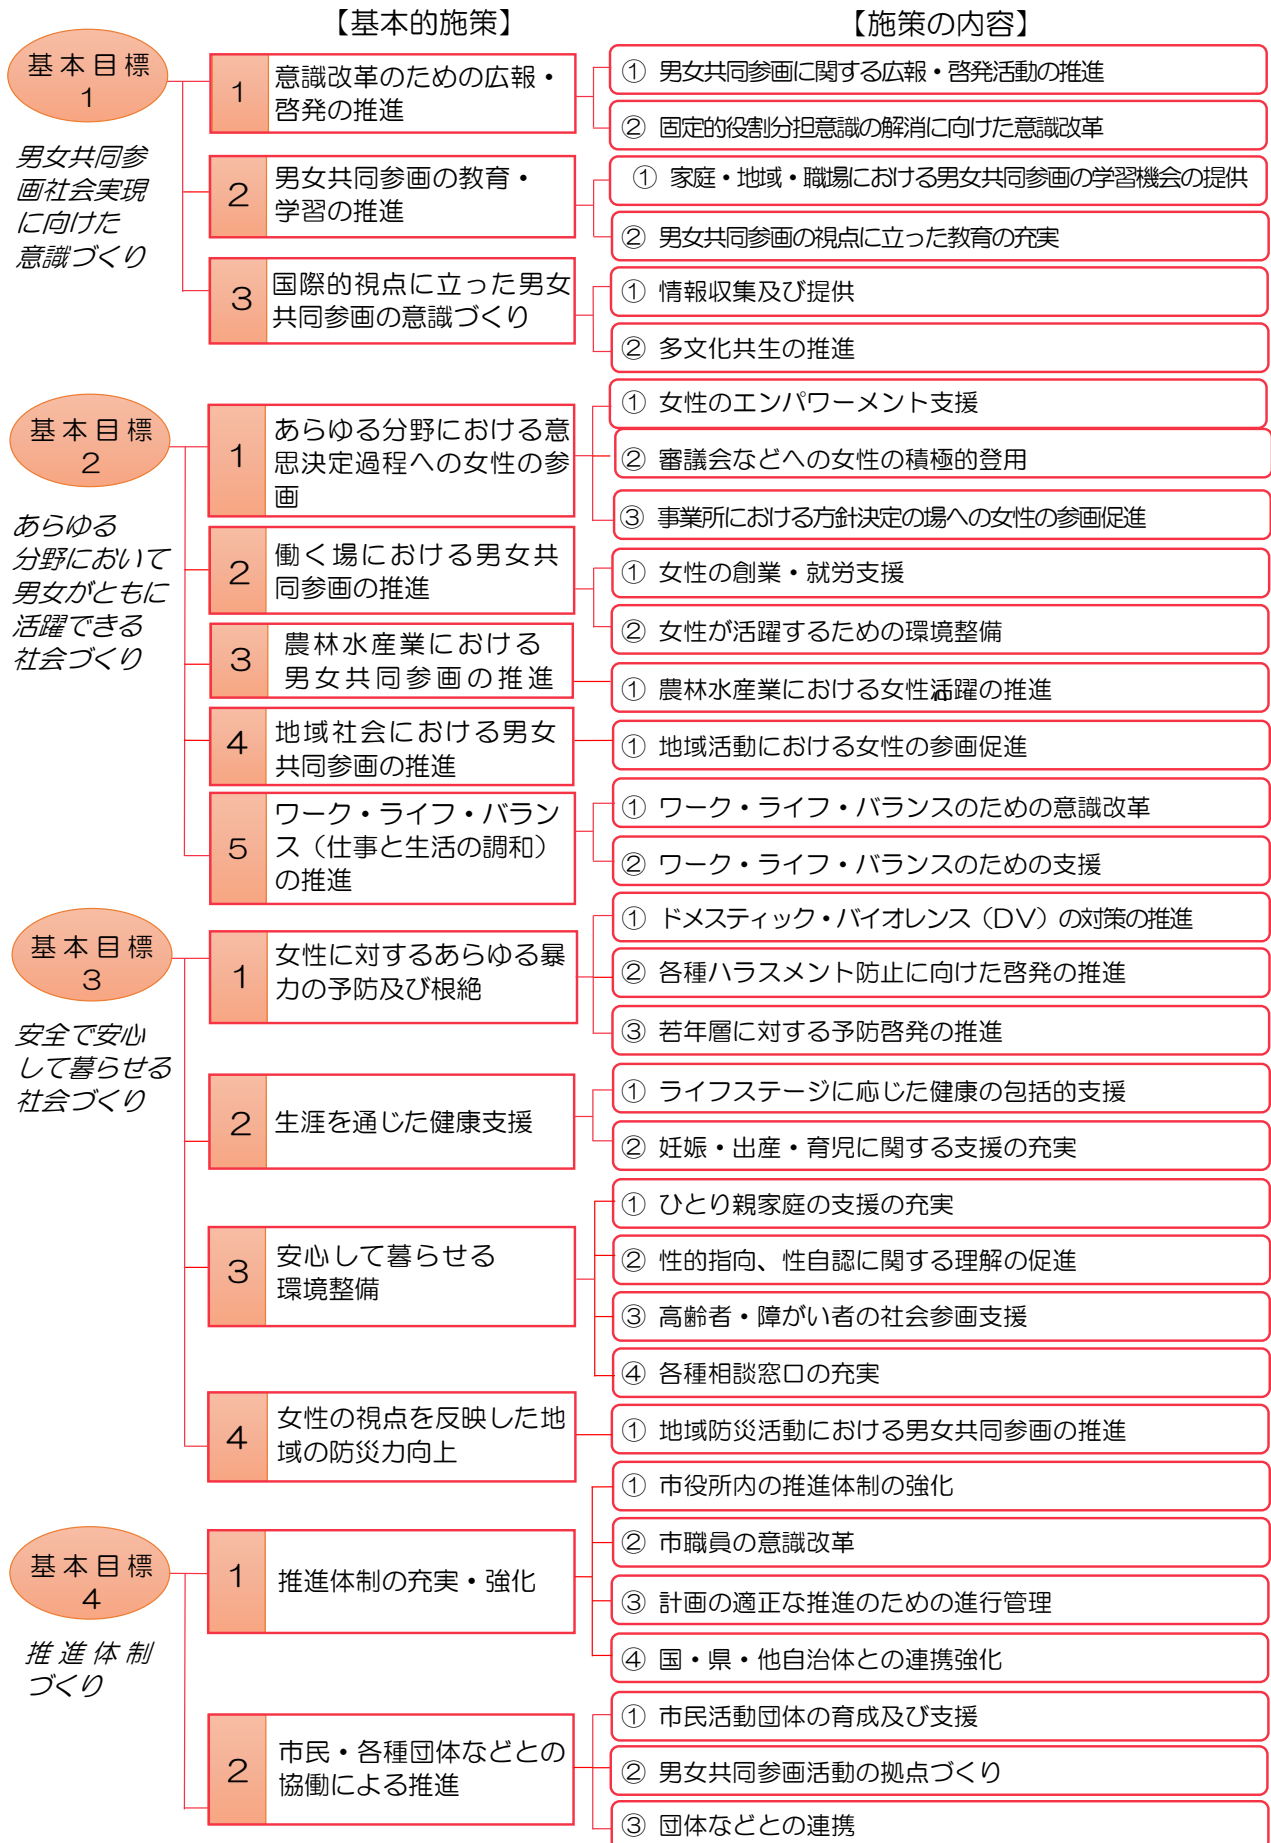 【基本的施策】
【施策の内容】
基本目標
1
男女共同参
画社会実現
に向けた
意識づくり
1
意識改革のための広報・
啓発の推進
① 男女共同参画に関する広報・啓発活動の推進
② 固定的役割分担意識の解消に向けた意識改革
2
男女共同参画の教育・
学習の推進
① 家庭・地域・職場における男女共同参画の学習機会の提供
② 男女共同参画の視点に立った教育の充実
3
国際的視点に立った男女
共同参画の意識づくり
① 情報収集及び提供
② 多文化共生の推進
基本目標
2
あらゆる
分野において
男女がともに
活躍できる
社会づくり
1
あらゆる分野における意
思決定過程への女性の参
画
① 女性のエンパワーメント支援
② 審議会などへの女性の積極的登用
③ 事業所における方針決定の場への女性の参画促進
2
働く場における男女共
同参画の推進
① 女性の創業・就労支援
② 女性が活躍するための環境整備
3
農林水産業における
男女共同参画の推進
① 農林水産業における女性活躍の推進
4
地域社会における男女
共同参画の推進
① 地域活動における女性の参画促進
5
ワーク・ライフ・バラン
ス（仕事と生活の調和）
の推進
① ワーク・ライフ・バランスのための意識改革
② ワーク・ライフ・バランスのための支援
基本目標
3
安全で安心
して暮らせる
社会づくり
1
女性に対するあらゆる暴
力の予防及び根絶
① ドメスティック・バイオレンス（DV）の対策の推進
② 各種ハラスメント防止に向けた啓発の推進
③ 若年層に対する予防啓発の推進
2
生涯を通じた健康支援
① ライフステージに応じた健康の包括的支援
② 妊娠・出産・育児に関する支援の充実
3
安心して暮らせる
環境整備
① ひとり親家庭の支援の充実
② 性的指向、性自認に関する理解の促進
③ 高齢者・障がい者の社会参画支援
④ 各種相談窓口の充実
4
女性の視点を反映した地
域の防災力向上
① 地域防災活動における男女共同参画の推進
基本目標
4
推進体制
づくり
1
推進体制の充実・強化
① 市役所内の推進体制の強化
② 市職員の意識改革
③ 計画の適正な推進のための進行管理
④ 国・県・他自治体との連携強化
2
市民・各種団体などとの
協働による推進
① 市民活動団体の育成及び支援
② 男女共同参画活動の拠点づくり
③ 団体などとの連携